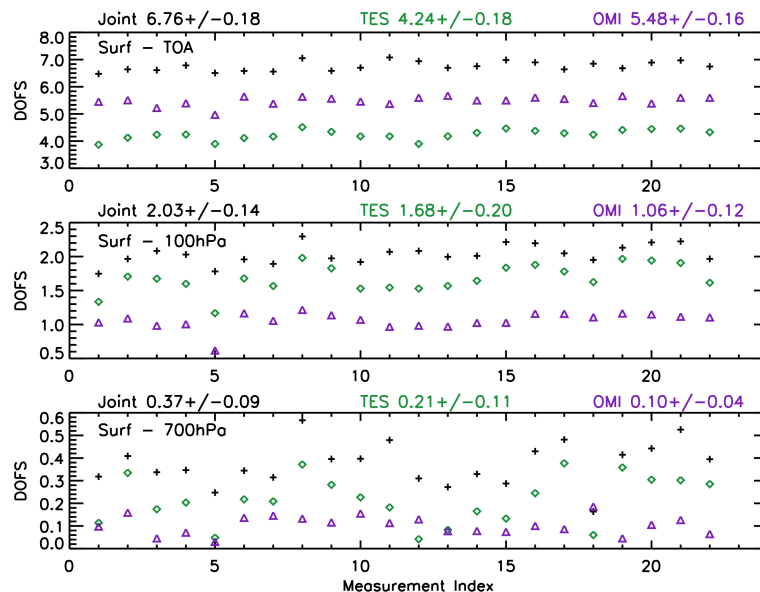 Joint 6.76+/-0.18 TES 4.24+/-0.18 OMI 5.48+/-0.16
8.0
Surf - TOA
7.0
6.0
DOFS
5.0
4.0
3.0
0 5 10 15 20
Joint 2.03+/-0.14 TES 1.68+/-0.20 OMI 1.06+/-0.12
2.5
Surf - 100hPa
2.0
DOFS
1.5
1.0
0.5
0 5 10 15 20
Joint 0.37+/-0.09 TES 0.21+/-0.11 OMI 0.10+/-0.04
0.6
Surf - 700hPa
0.5
0.4
DOFS
0.3
0.2
0.1
0.0
0 5 10 15 20
Measurement Index